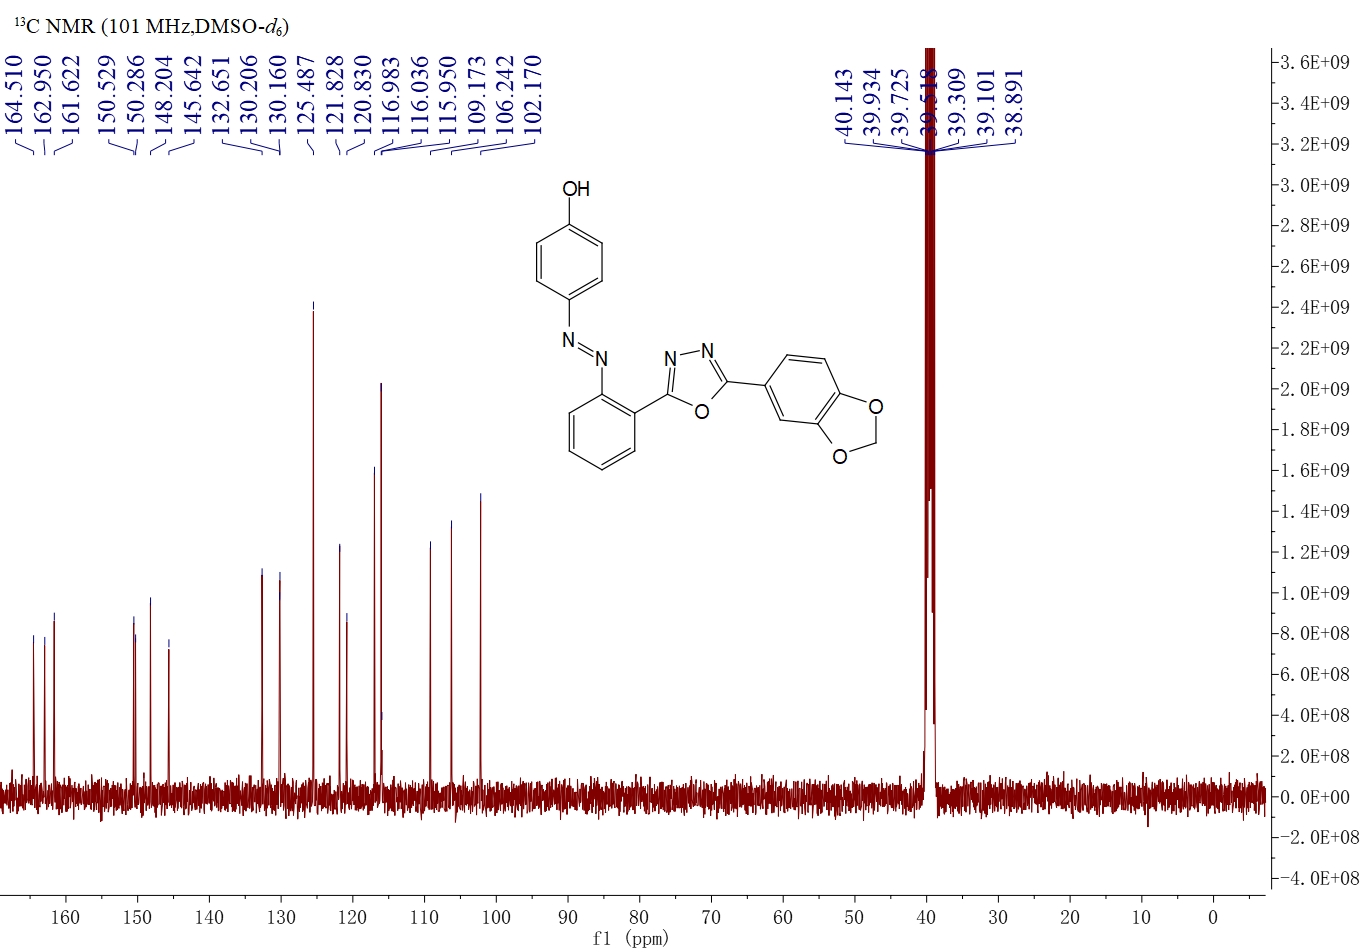 ¹³C NMR (101 MHz,DMSO-d₆)
164.510
162.950
161.622
150.529
150.286
148.204
145.642
132.651
130.206
130.160
125.487
121.828
120.830
116.983
116.036
115.950
109.173
106.242
102.170
40.143
39.934
39.725
39.518
39.309
39.101
38.891
OH
N
N
N
N
O
O
O
3.6E+09
3.4E+09
3.2E+09
3.0E+09
2.8E+09
2.6E+09
2.4E+09
2.2E+09
2.0E+09
1.8E+09
1.6E+09
1.4E+09
1.2E+09
1.0E+09
8.0E+08
6.0E+08
4.0E+08
2.0E+08
0.0E+00
-2.0E+08
-4.0E+08
160 150 140 130 120 110 100 90 80 70 60 50 40 30 20 10 0
f1 (ppm)